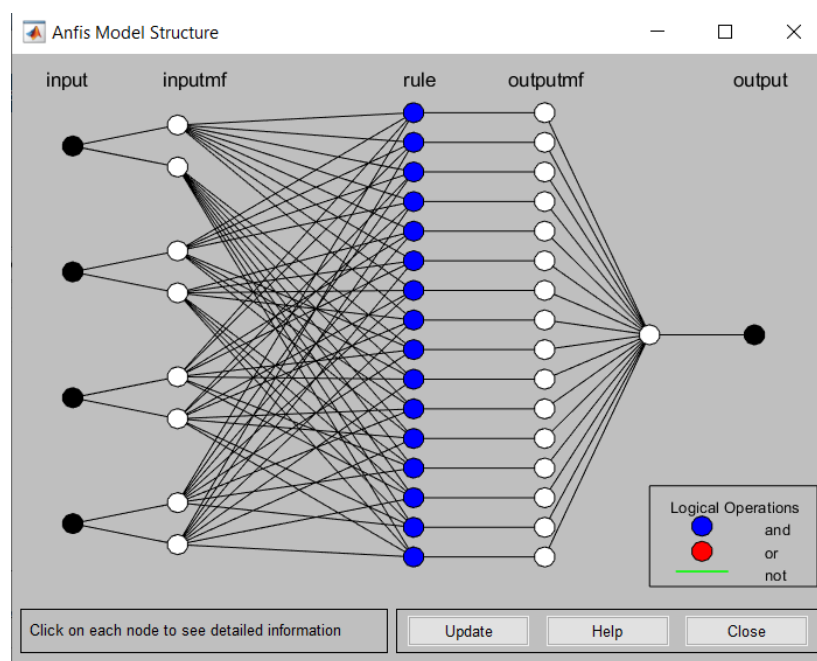 Anfis Model Structure
input inputmf rule outputmf output
Logical Operations
and
or
not
Click on each node to see detailed information
Update Help Close